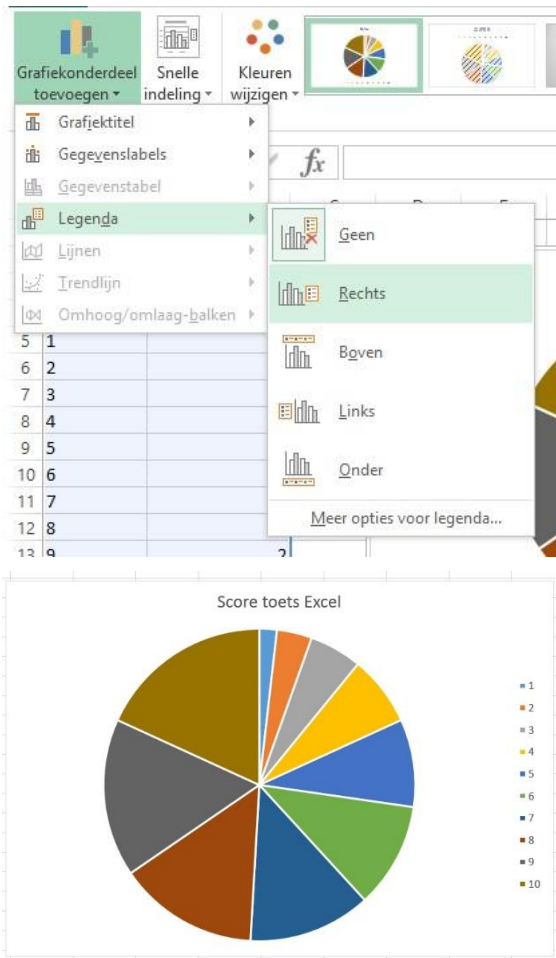 Grafiekonderdeel toevoegen
Snelle indeling
Kleuren wijzigen
Grafiektitel
Gegevenslabels
Gegevenstabel
Legenda
Lijnen
Trendlijn
Omhoog/omlaag-balken
fx
Geen
Rechts
Boven
Links
Onder
Meer opties voor legenda...
5 1
6 2
7 3
8 4
9 5
10 6
11 7
12 8
13 9 2
Score toets Excel
1
2
3
4
5
6
7
8
9
10